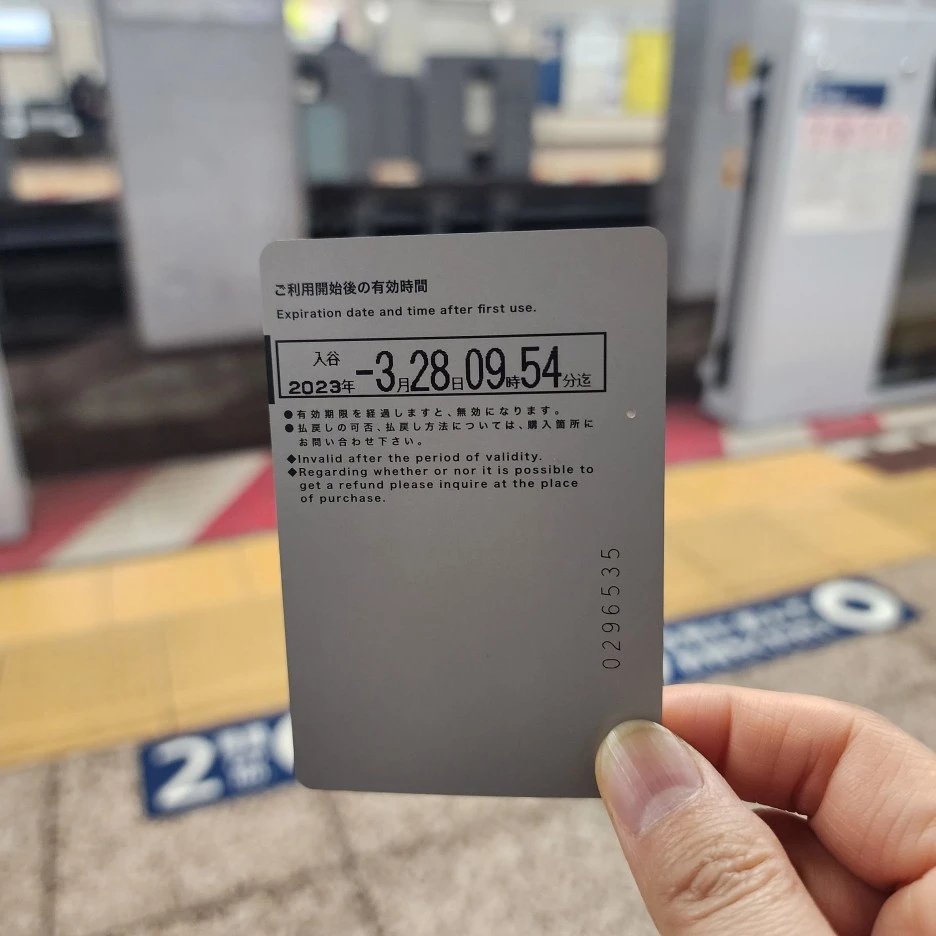 ご利用開始後の有効時間
Expiration date and time after first use.
入谷
2023年 -3月28日09時54分迄
●有効期限を経過しますと、無効になります。
●払戻しの可否、払戻し方法については、購入箇所に
お問い合わせ下さい。
◆Invalid after the period of validity.
◆Regarding whether or nor it is possible to
get a refund please inquire at the place
of purchase.
0296535
2